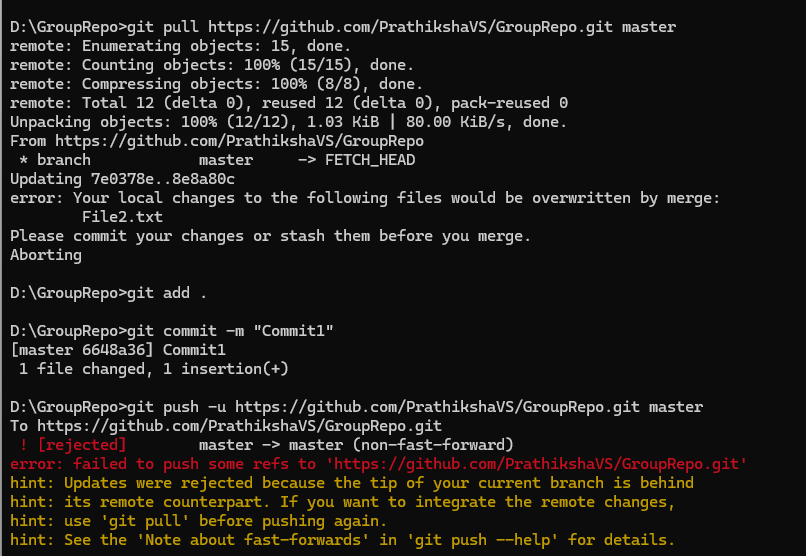 D:\GroupRepo>git pull https://github.com/PrathikshaVS/GroupRepo.git master
remote: Enumerating objects: 15, done.
remote: Counting objects: 100% (15/15), done.
remote: Compressing objects: 100% (8/8), done.
remote: Total 12 (delta 0), reused 12 (delta 0), pack-reused 0
Unpacking objects: 100% (12/12), 1.03 KiB | 80.00 KiB/s, done.
From https://github.com/PrathikshaVS/GroupRepo
 * branch            master     -> FETCH_HEAD
Updating 7e0378e..8e8a80c
error: Your local changes to the following files would be overwritten by merge:
        File2.txt
Please commit your changes or stash them before you merge.
Aborting

D:\GroupRepo>git add .

D:\GroupRepo>git commit -m "Commit1"
[master 6648a36] Commit1
 1 file changed, 1 insertion(+)

D:\GroupRepo>git push -u https://github.com/PrathikshaVS/GroupRepo.git master
To https://github.com/PrathikshaVS/GroupRepo.git
 ! [rejected]        master -> master (non-fast-forward)
error: failed to push some refs to 'https://github.com/PrathikshaVS/GroupRepo.git'
hint: Updates were rejected because the tip of your current branch is behind
hint: its remote counterpart. If you want to integrate the remote changes,
hint: use 'git pull' before pushing again.
hint: See the 'Note about fast-forwards' in 'git push --help' for details.